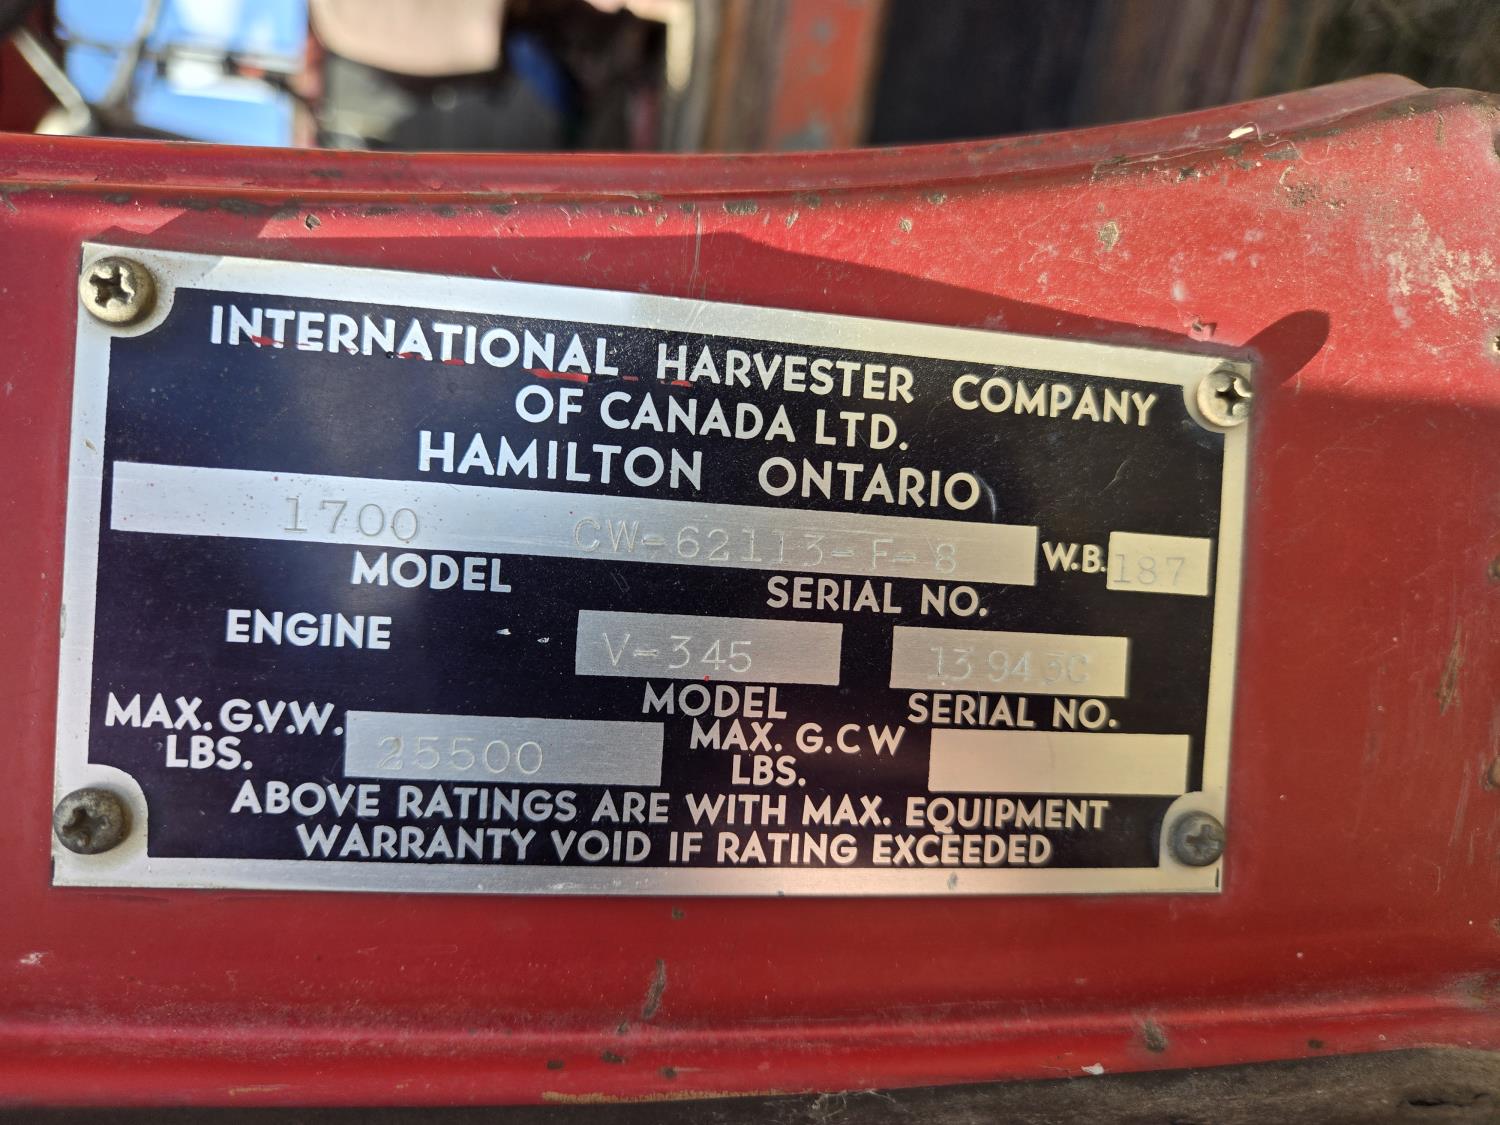 INTERNATIONAL HARVESTER COMPANY
OF CANADA LTD.
HAMILTON ONTARIO
1700 CW-62113-F-8 W.B. 187
MODEL SERIAL NO.
ENGINE V-345 139430
MODEL SERIAL NO.
MAX. G.V.W. LBS. 25500 MAX. G.C W LBS.
ABOVE RATINGS ARE WITH MAX. EQUIPMENT
WARRANTY VOID IF RATING EXCEEDED